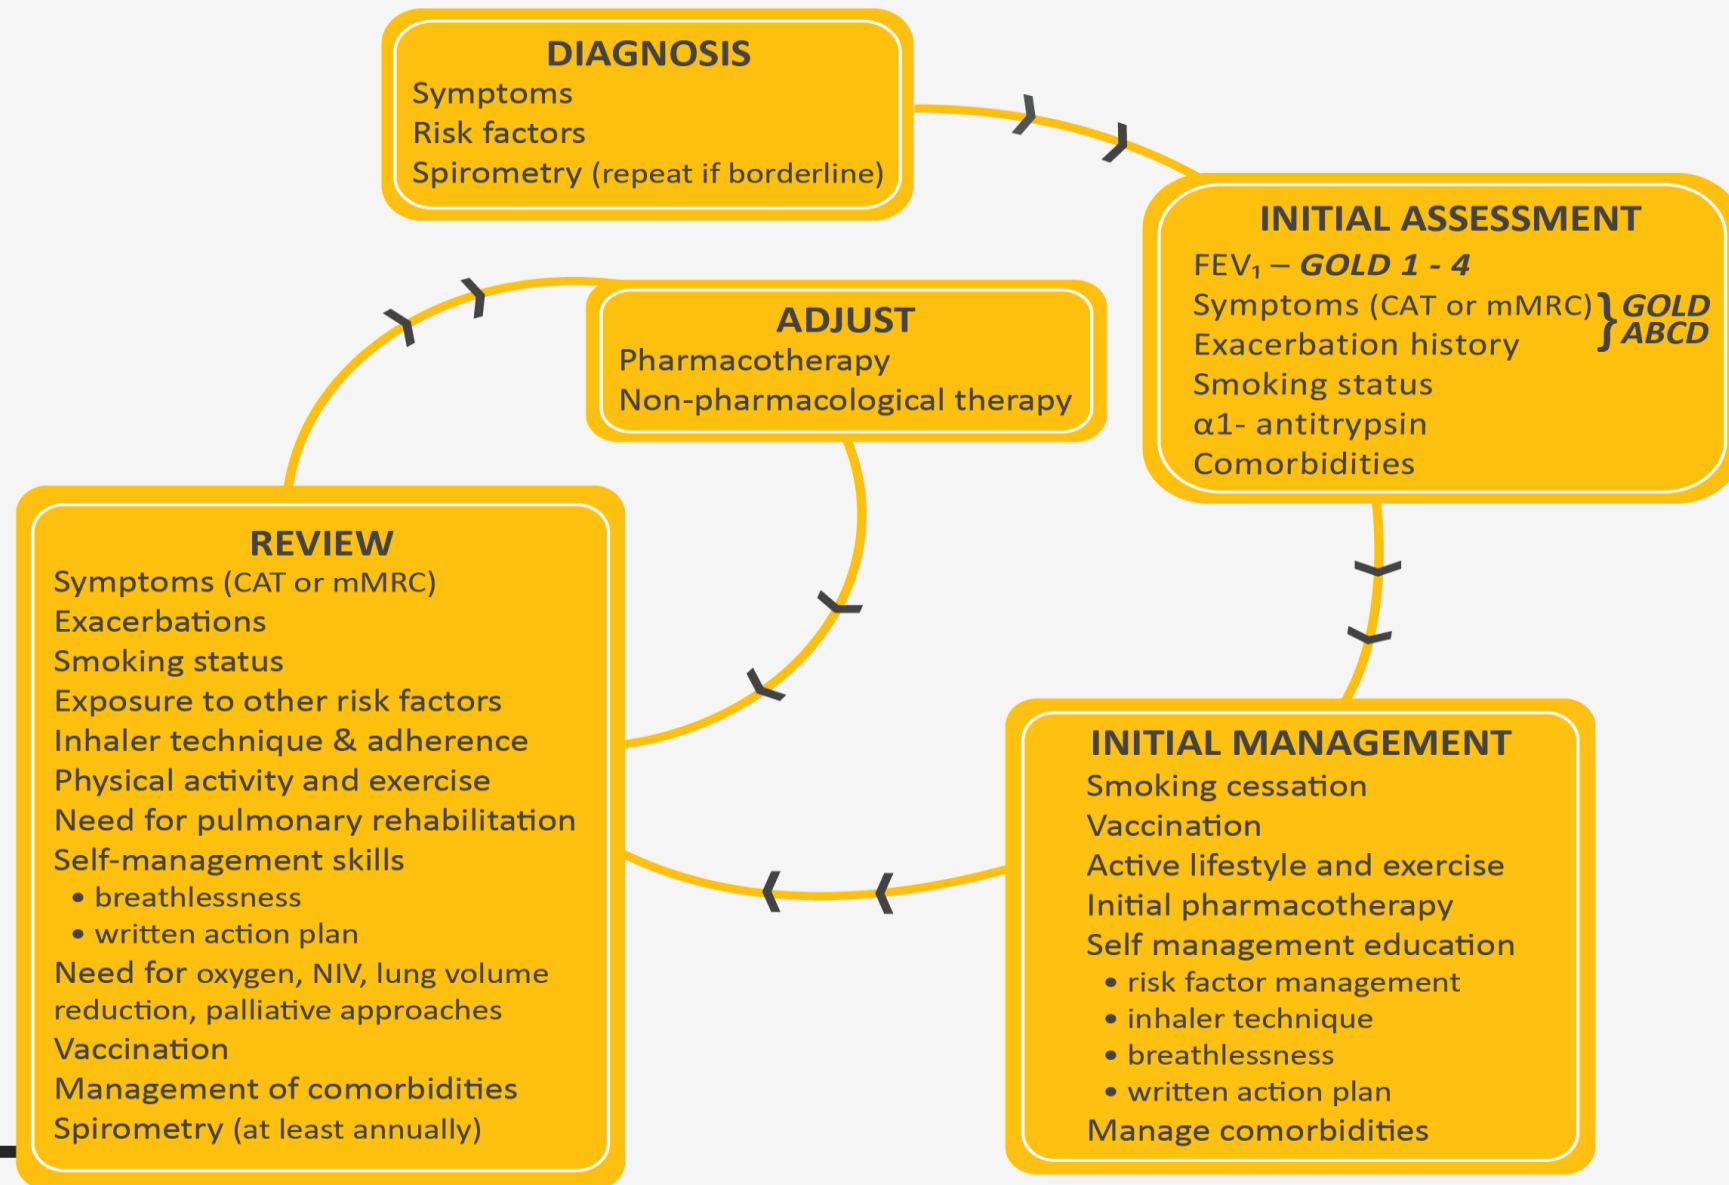 DIAGNOSIS
Symptoms
Risk factors
Spirometry (repeat if borderline)
INITIAL ASSESSMENT
FEV₁ – GOLD 1 - 4
Symptoms (CAT or mMRC)
Exacerbation history
} GOLD
ABCD
Smoking status
α1- antitrypsin
Comorbidities
INITIAL MANAGEMENT
Smoking cessation
Vaccination
Active lifestyle and exercise
Initial pharmacotherapy
Self management education
• risk factor management
• inhaler technique
• breathlessness
• written action plan
Manage comorbidities
REVIEW
Symptoms (CAT or mMRC)
Exacerbations
Smoking status
Exposure to other risk factors
Inhaler technique & adherence
Physical activity and exercise
Need for pulmonary rehabilitation
Self-management skills
• breathlessness
• written action plan
Need for oxygen, NIV, lung volume
reduction, palliative approaches
Vaccination
Management of comorbidities
Spirometry (at least annually)
ADJUST
Pharmacotherapy
Non-pharmacological therapy